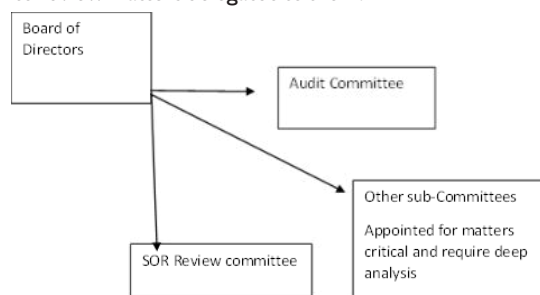 Board of
Directors
Audit Committee
Other sub-Committees
Appointed for matters
critical and require deep
analysis
SOR Review committee